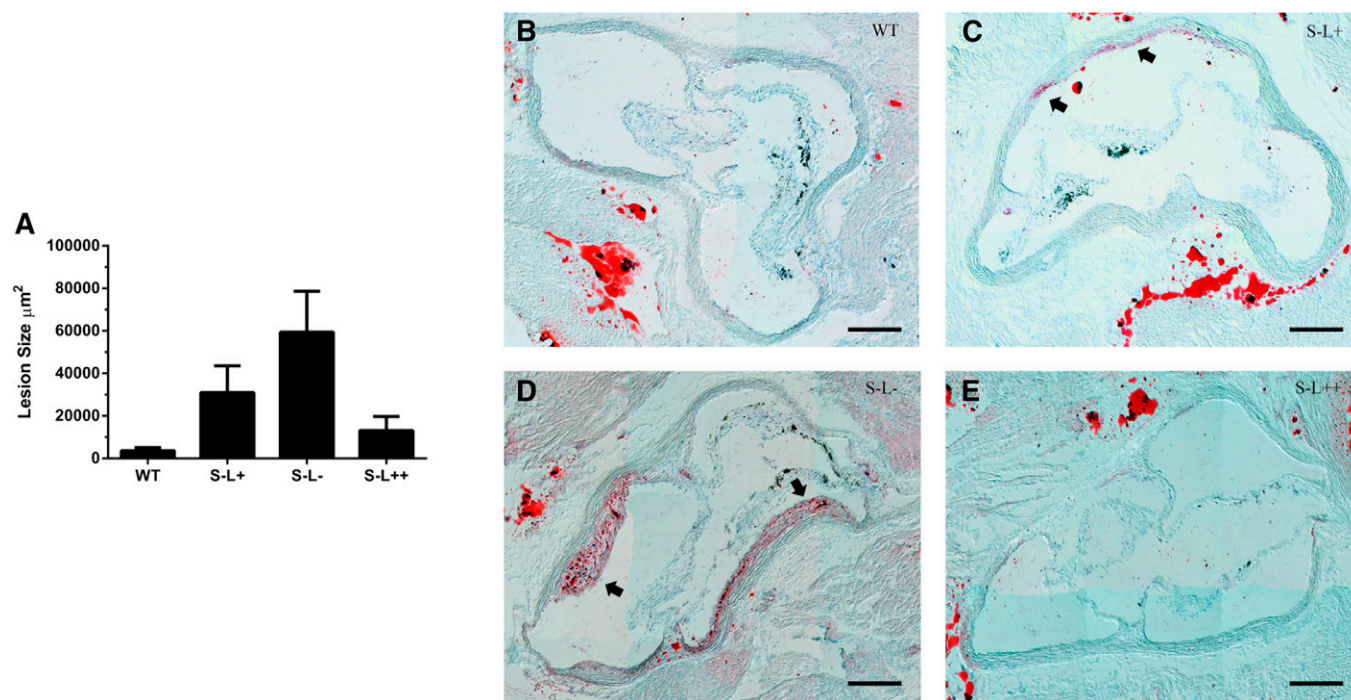 A
Lesion Size μm2
100000
80000
60000
40000
20000
0
WT
S-L+
S-L-
S-L++
B
WT
C
S-L+
D
S-L-
E
S-L++